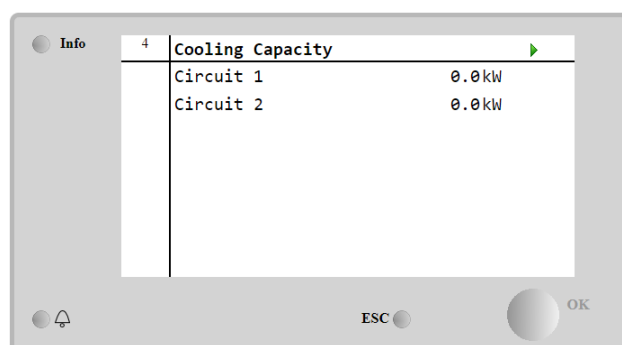 Info
4 Cooling Capacity
Circuit 1 0.0kW
Circuit 2 0.0kW
ESC
OK